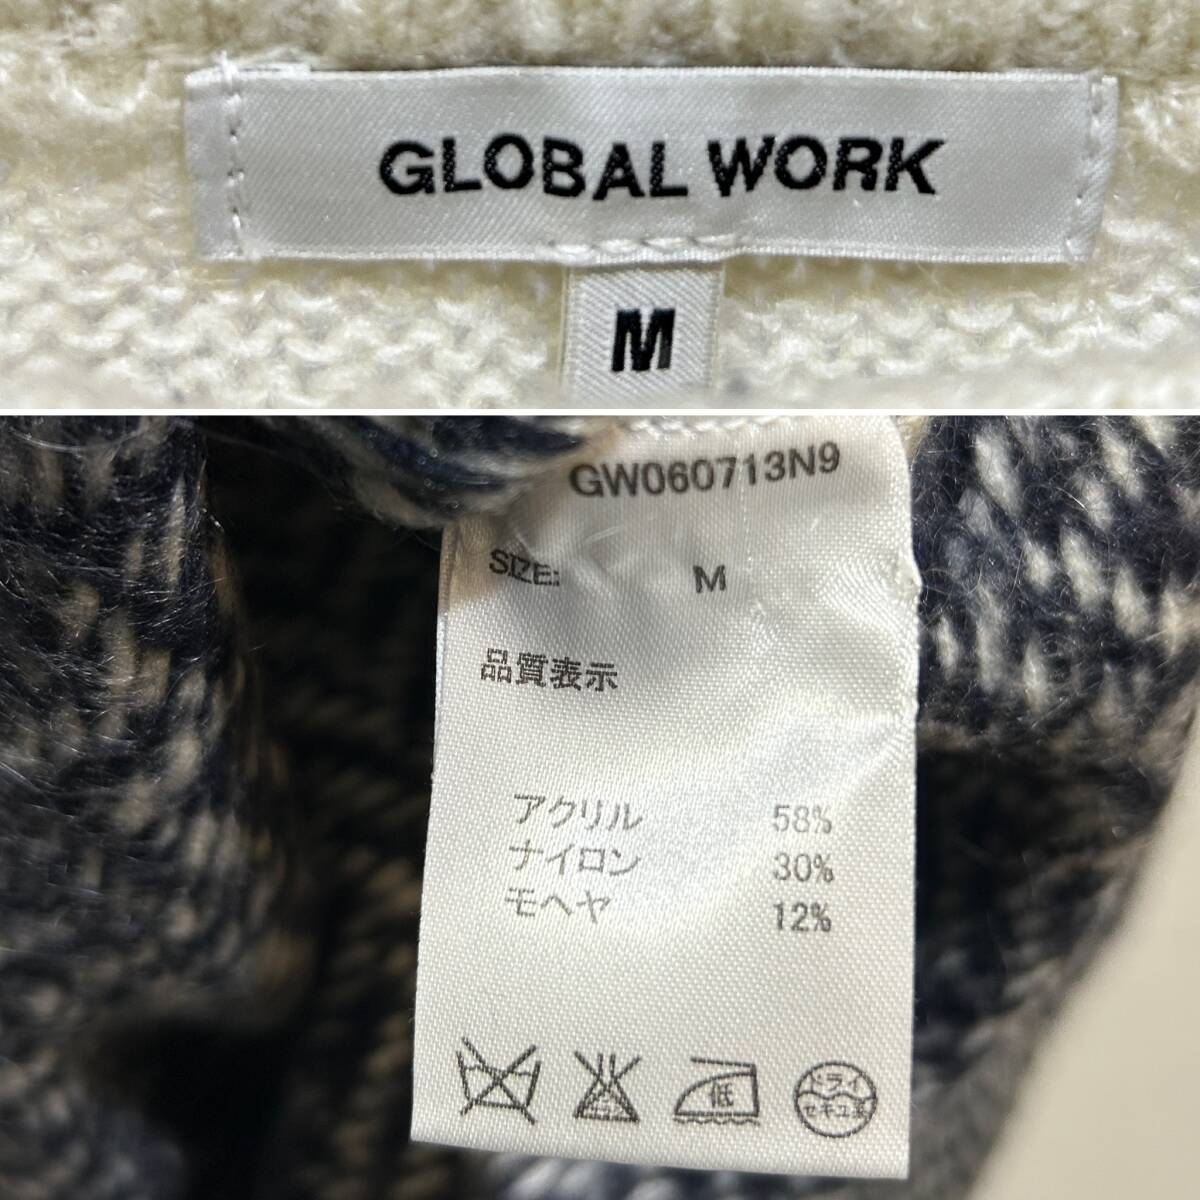 GLOBAL WORK
M
GW060713N9
SIZE: M
品質表示
アクリル 58%
ナイロン 30%
モヘヤ 12%
低
ドライ
セキユ系